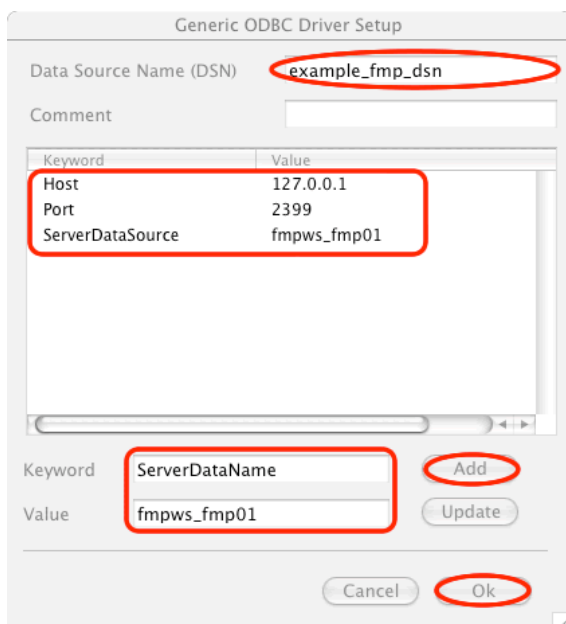 Generic ODBC Driver Setup
Data Source Name (DSN) example_fmp_dsn
Comment
Keyword Value
Host 127.0.0.1
Port 2399
ServerDataSource fmpws_fmp01
Keyword ServerDataName Add
Value fmpws_fmp01 Update
Cancel Ok